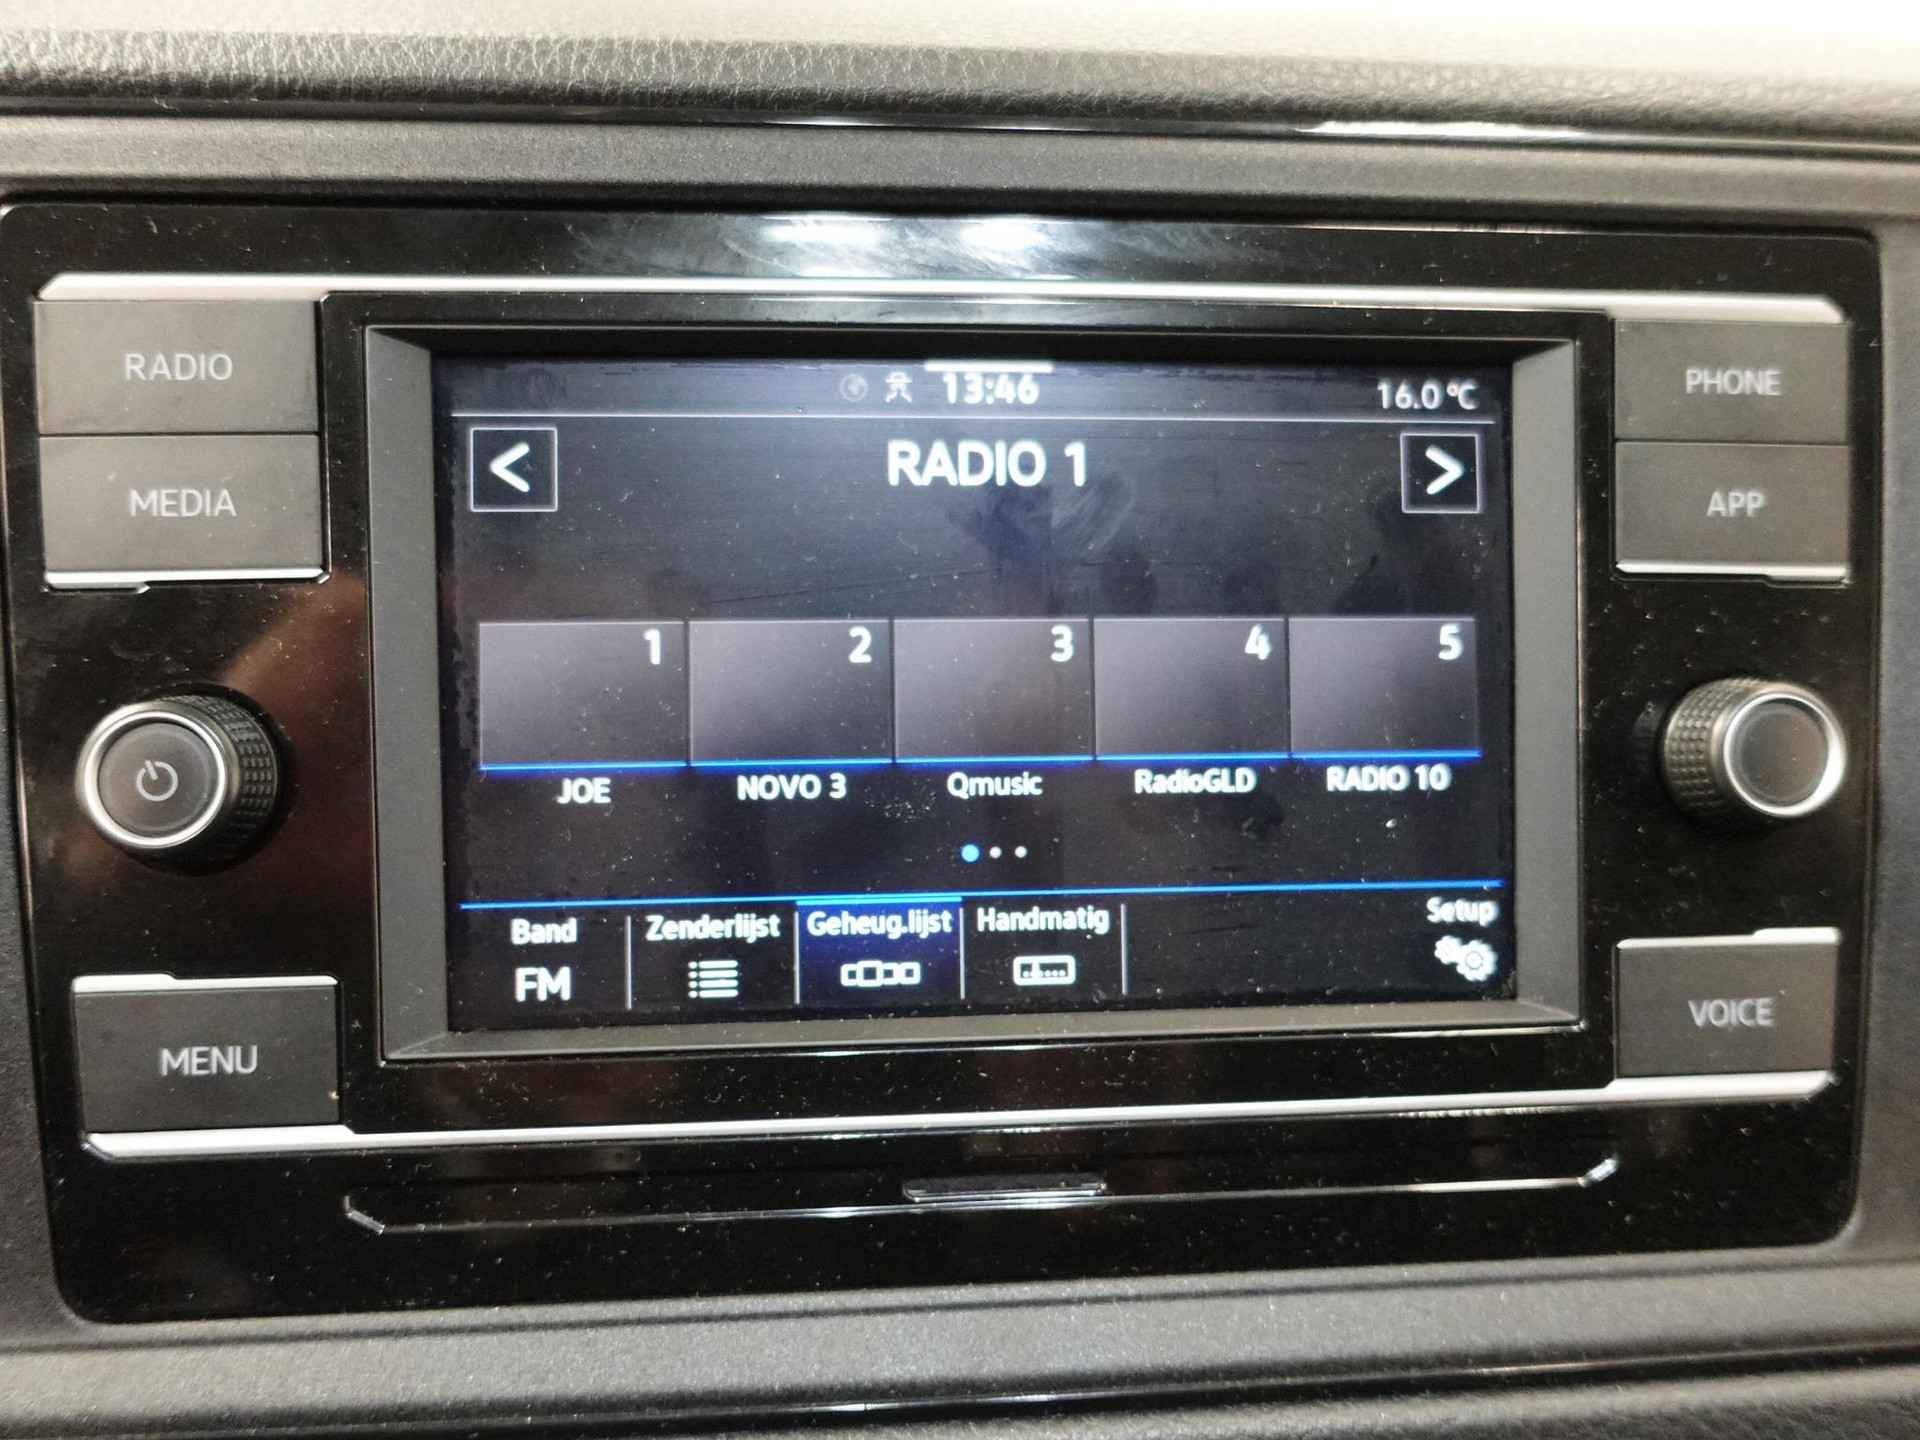 RADIO
MEDIA
MENU
PHONE
APP
VOICE
13:46
16.0°C
< RADIO 1 >
1 2 3 4 5
JOE NOVO 3 Qmusic RadioGLD RADIO 10
Band Zenderlijst Geheug.lijst Handmatig Setup
FM